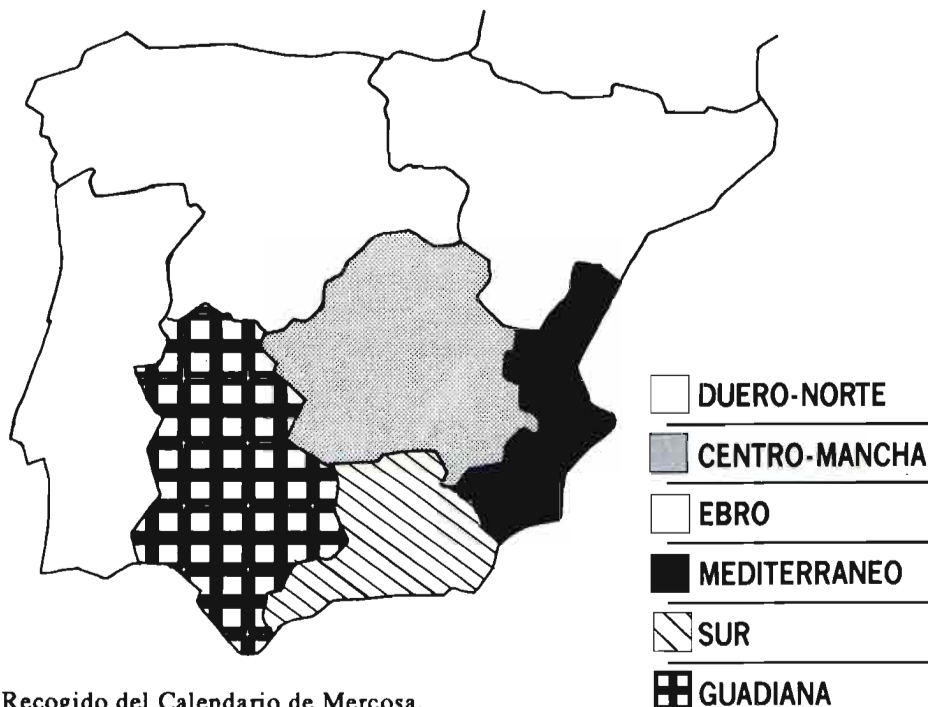 DUERO-NORTE
CENTRO-MANCHA
EBRO
MEDITERRANEO
SUR
GUADIANA
Recogido del Calendario de Mercosa.